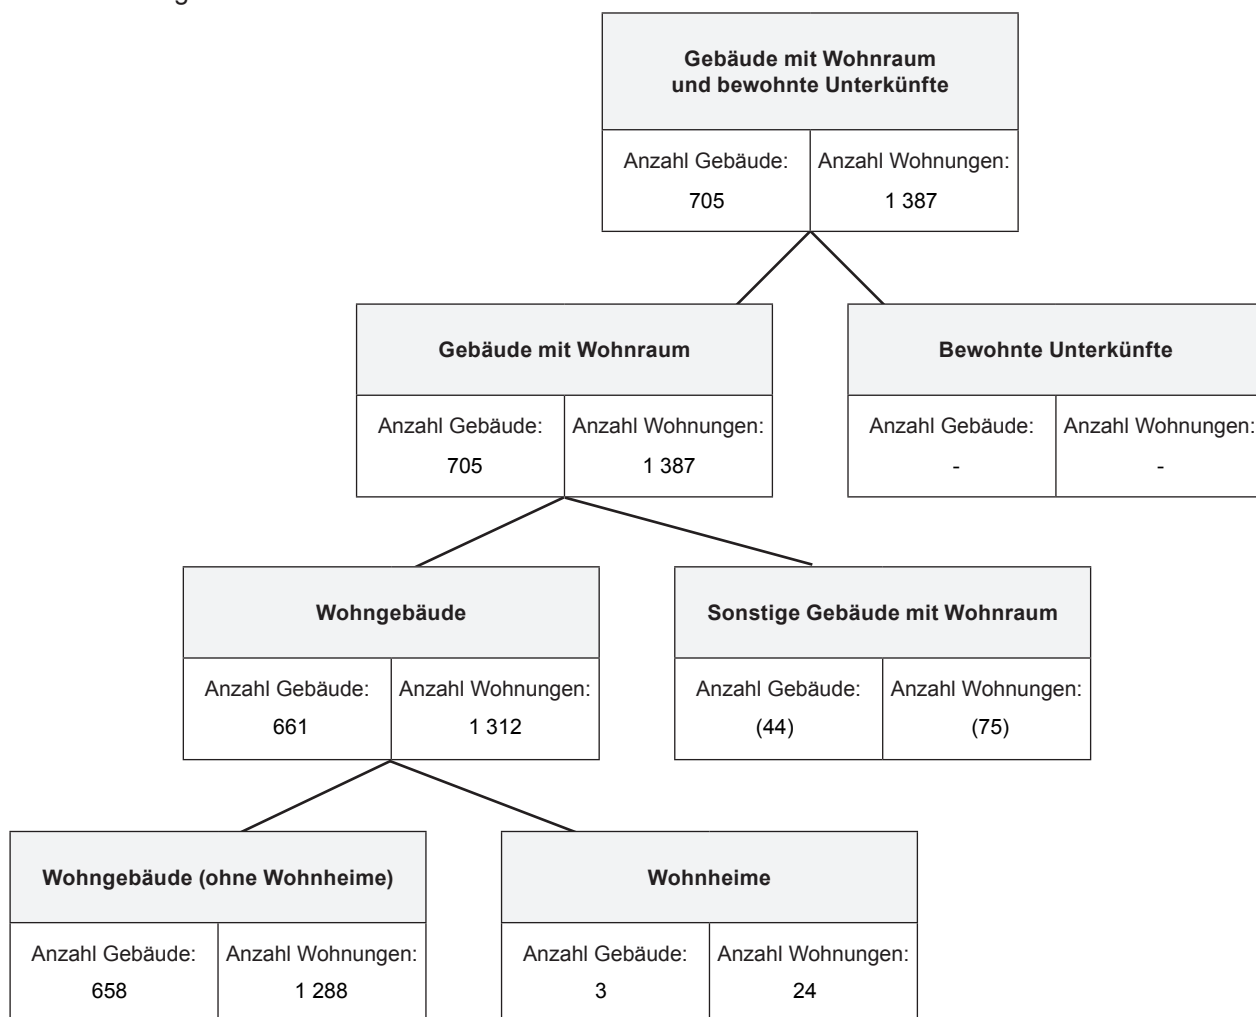 Gebäude mit Wohnraum
und bewohnte Unterkünfte
Anzahl Gebäude: Anzahl Wohnungen:
705 1 387
Gebäude mit Wohnraum
Anzahl Gebäude: Anzahl Wohnungen:
705 1 387
Bewohnte Unterkünfte
Anzahl Gebäude: Anzahl Wohnungen:
- -
Wohngebäude
Anzahl Gebäude: Anzahl Wohnungen:
661 1 312
Sonstige Gebäude mit Wohnraum
Anzahl Gebäude: Anzahl Wohnungen:
(44) (75)
Wohngebäude (ohne Wohnheime)
Anzahl Gebäude: Anzahl Wohnungen:
658 1 288
Wohnheime
Anzahl Gebäude: Anzahl Wohnungen:
3 24